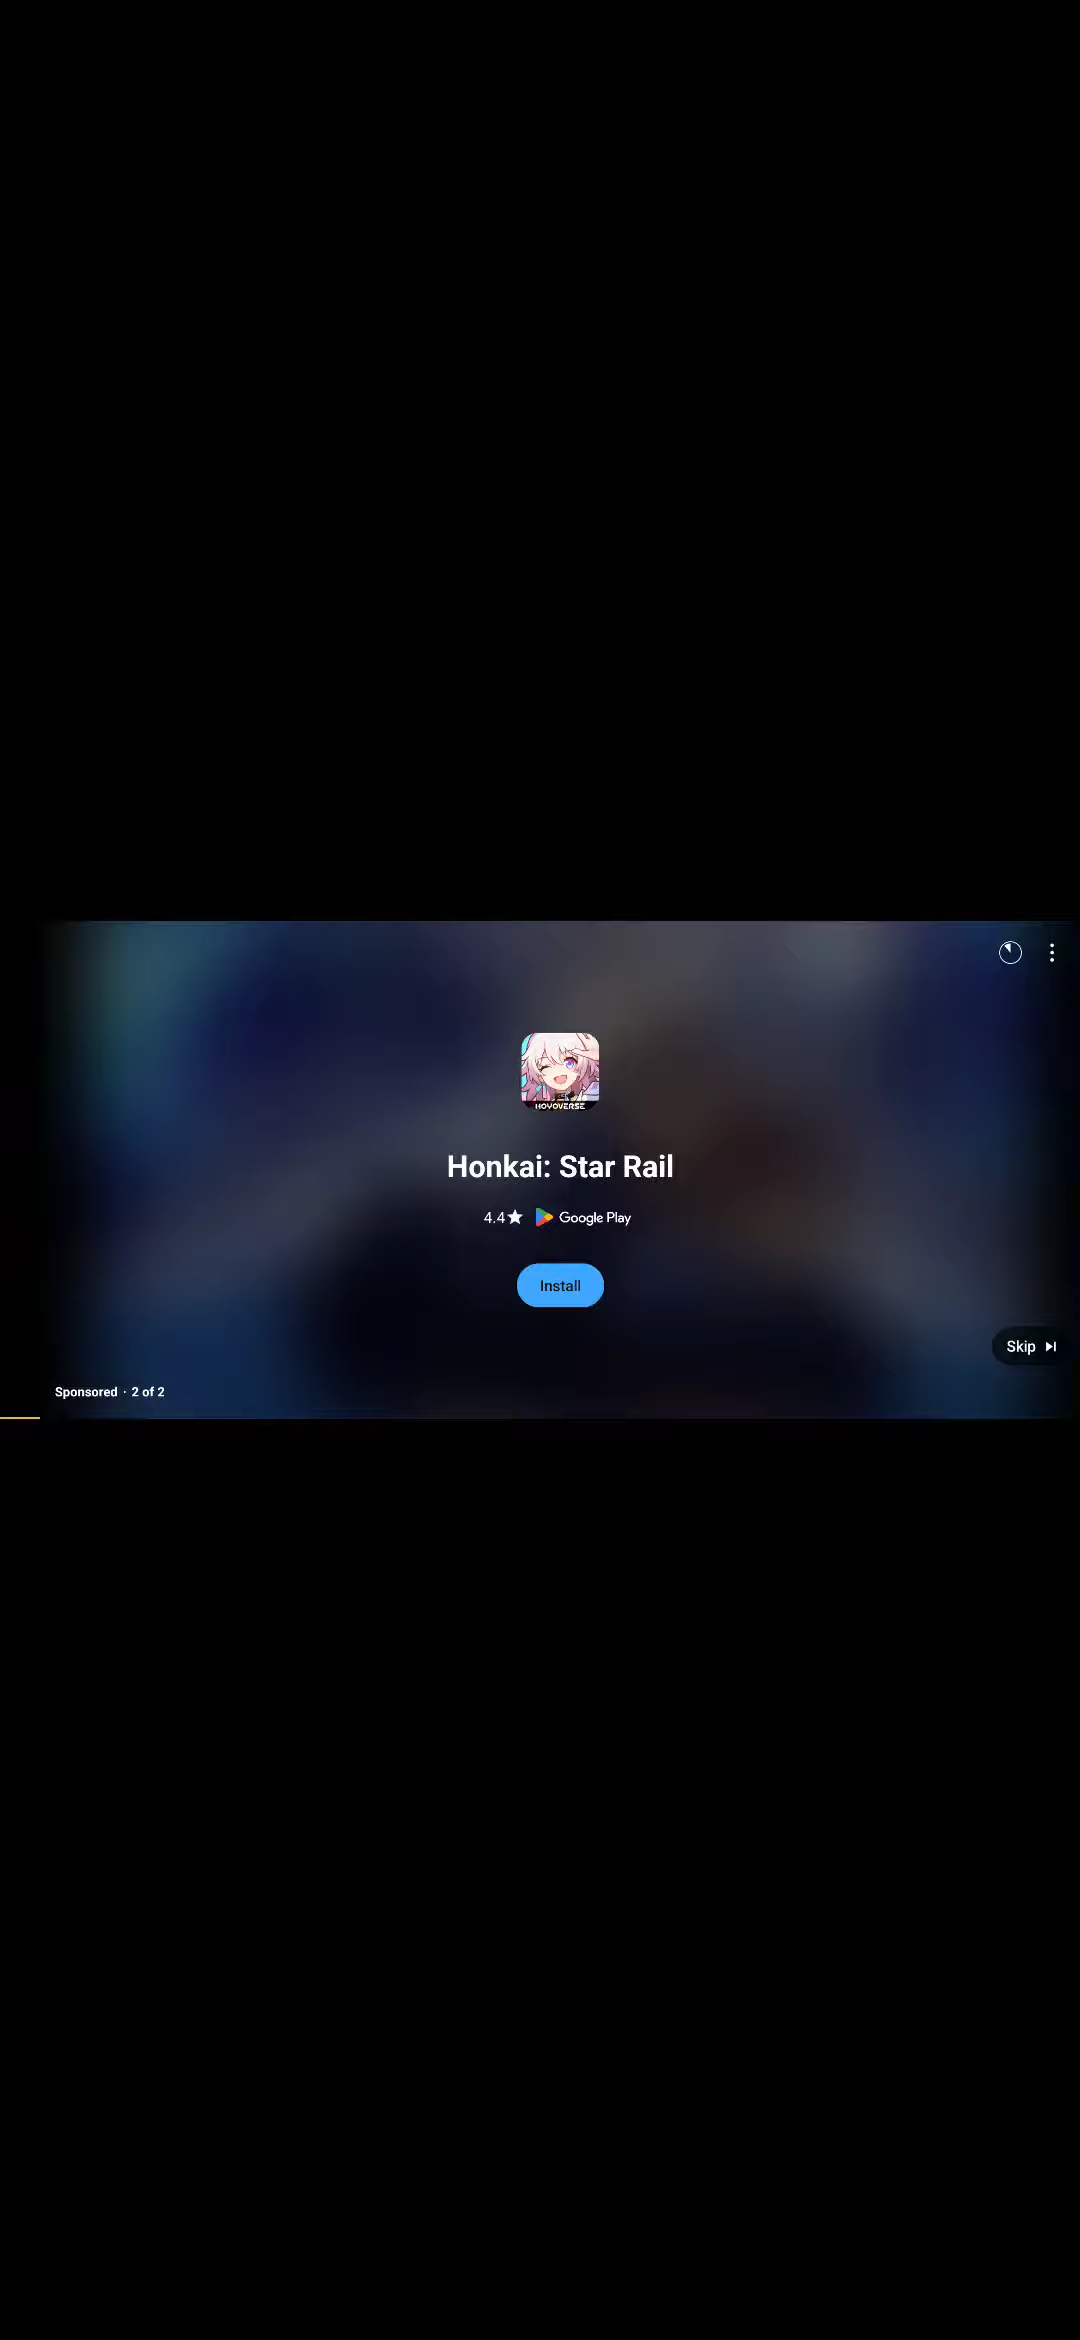 HOYOVERSE
Honkai: Star Rail
4.4★ Google Play
Install
Skip
Sponsored · 2 of 2